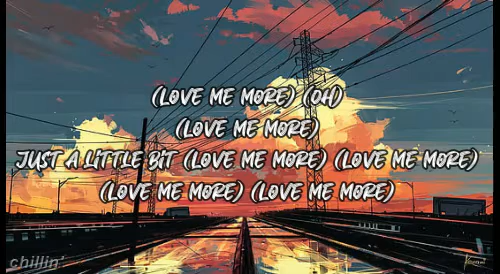 (LOVE ME MORE) (OH)
(LOVE ME MORE)
JUST A LITTLE BIT (LOVE ME MORE) (LOVE ME MORE)
(LOVE ME MORE) (LOVE ME MORE)
chillin'